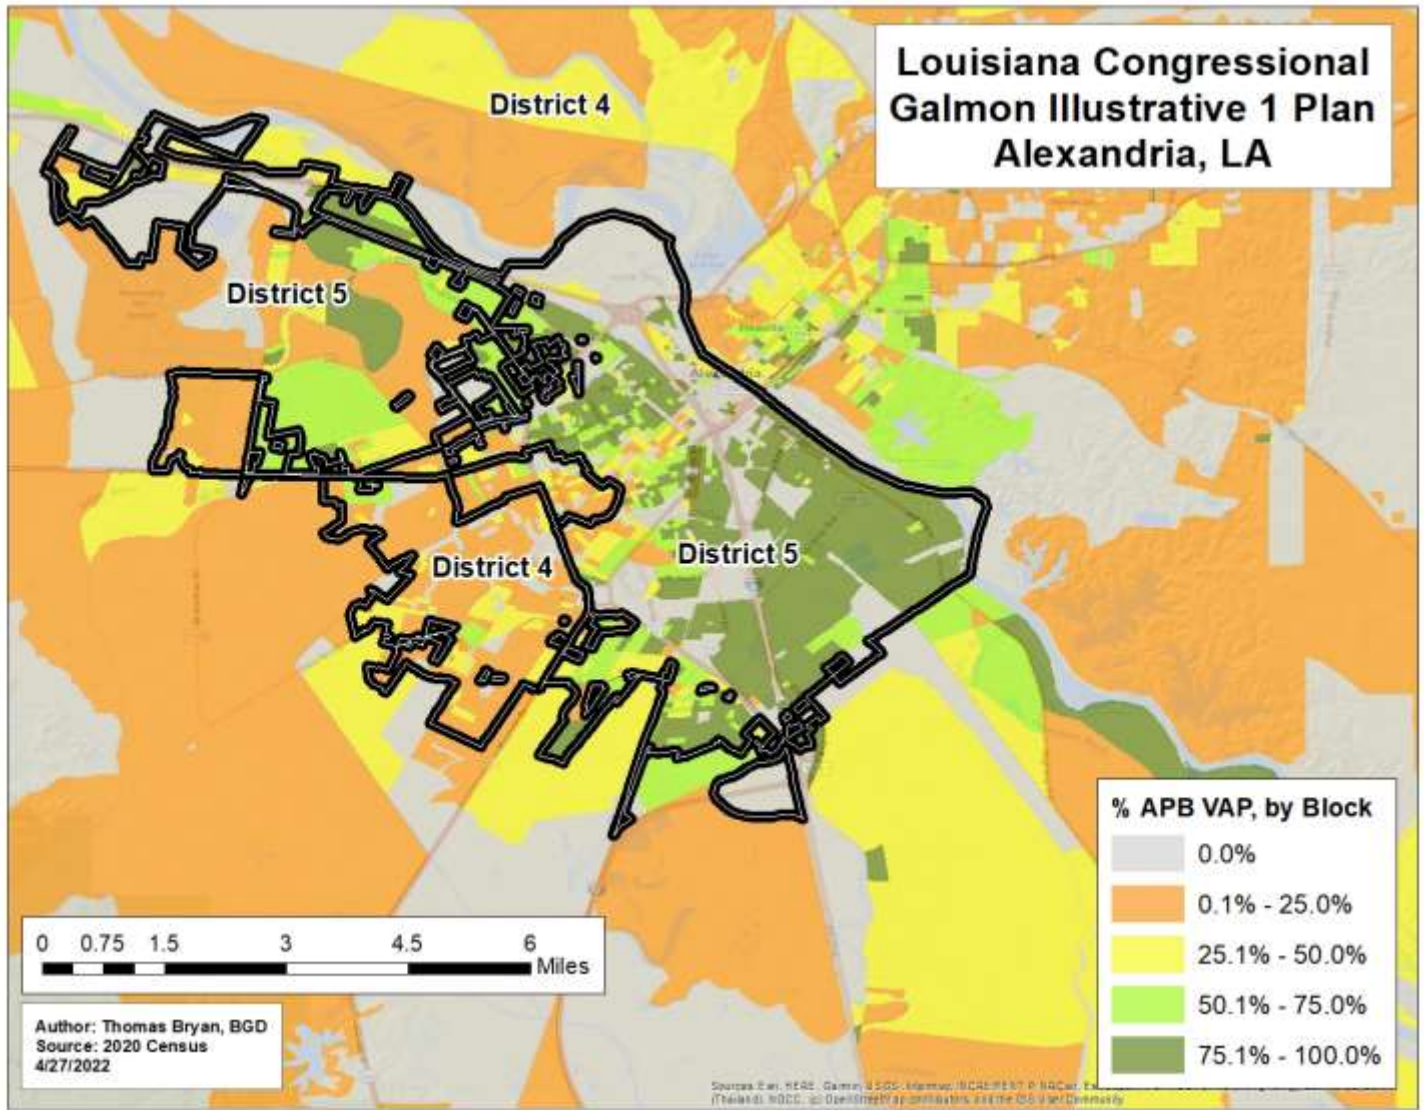 Louisiana Congressional
Galmon Illustrative 1 Plan
Alexandria, LA
District 4
District 5
District 4
District 5
% APB VAP, by Block
0.0%
0.1% - 25.0%
25.1% - 50.0%
50.1% - 75.0%
75.1% - 100.0%
0 0.75 1.5 3 4.5 6
Miles
Author: Thomas Bryan, BGD
Source: 2020 Census
4/27/2022